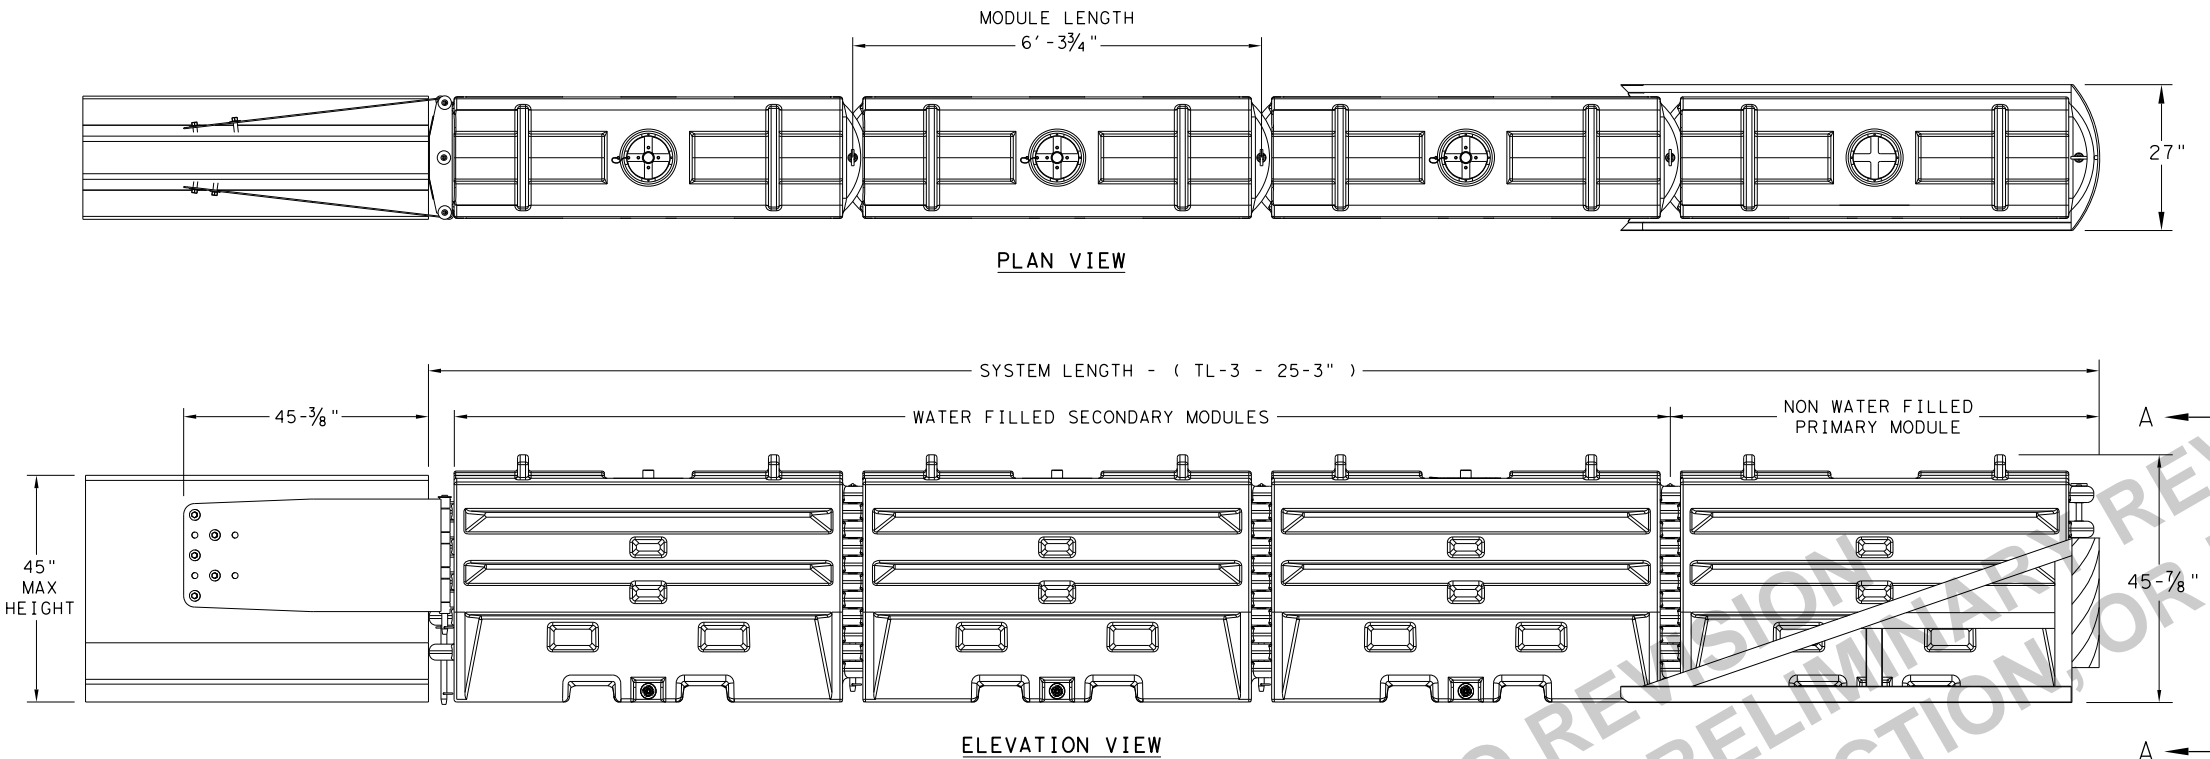 MODULE LENGTH
6'-3¾"
27"
PLAN VIEW
SYSTEM LENGTH - ( TL-3 - 25-3" )
45-⅜"
WATER FILLED SECONDARY MODULES
NON WATER FILLED
PRIMARY MODULE
A
45"
MAX
HEIGHT
45-⅞"
ELEVATION VIEW
A
REVISION
PRELIMINARY